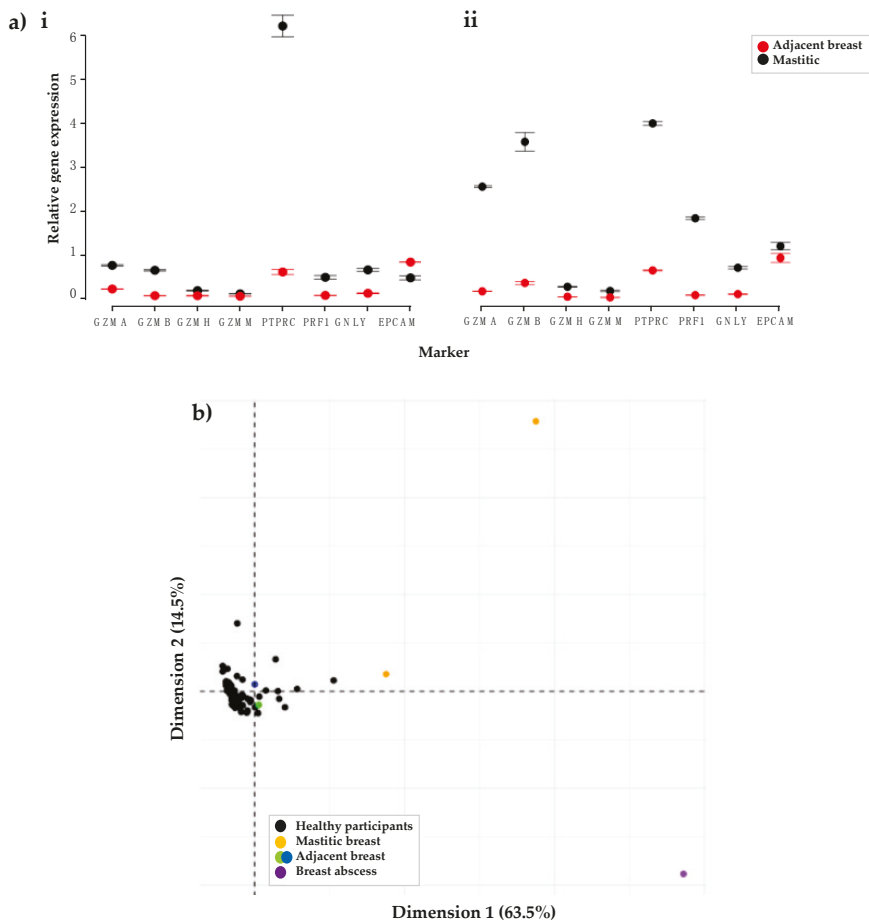 a) i
ii
Adjacent breast
Mastitic
Relative gene expression
6
5
4
3
2
1
0
GZMA GZMB GZMH GZMM PTPRC PRF1 GNLY EPCAM
GZMA GZMB GZMH GZMM PTPRC PRF1 GNLY EPCAM
Marker
b)
Dimension 2 (14.5%)
Healthy participants
Mastitic breast
Adjacent breast
Breast abscess
Dimension 1 (63.5%)